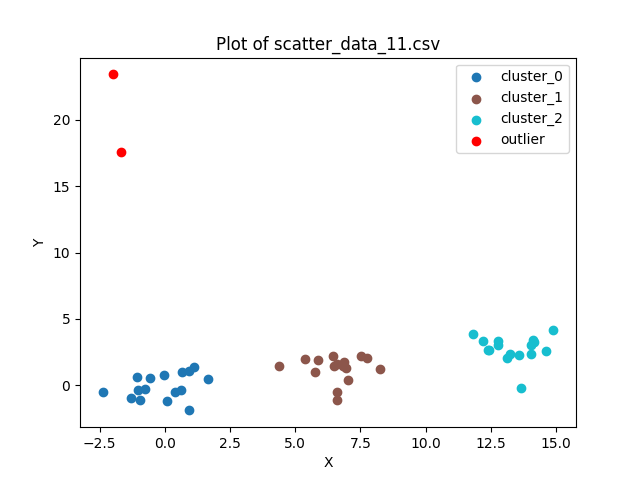 Plot of scatter_data_11.csv
cluster_0
cluster_1
cluster_2
outlier
Y
20
15
10
5
0
−2.5 0.0 2.5 5.0 7.5 10.0 12.5 15.0
X